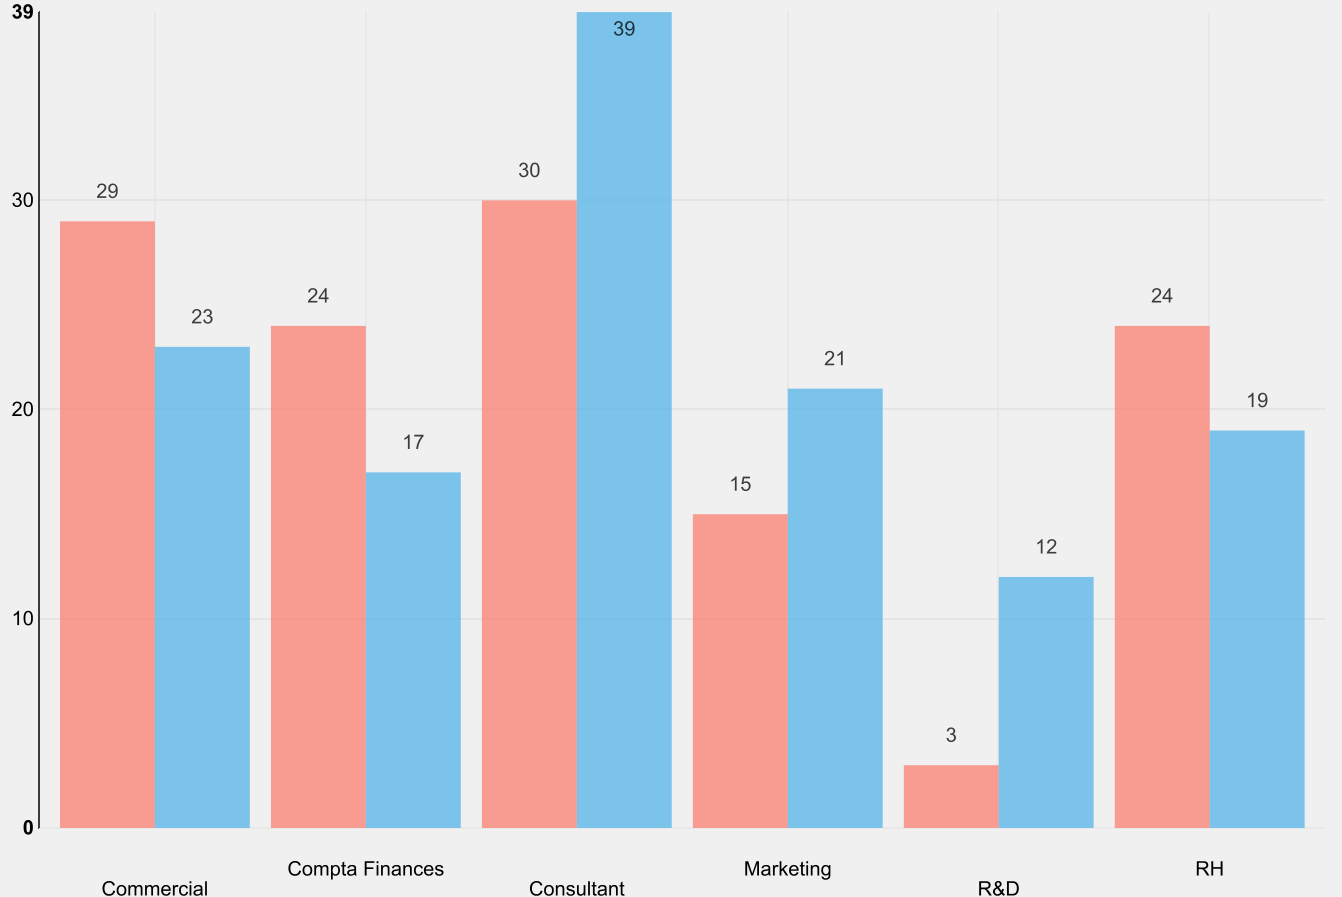 39
39
30
30
29
24
24
23
21
20
19
17
15
12
10
3
0
Compta Finances
Marketing
RH
Commercial
Consultant
R&D